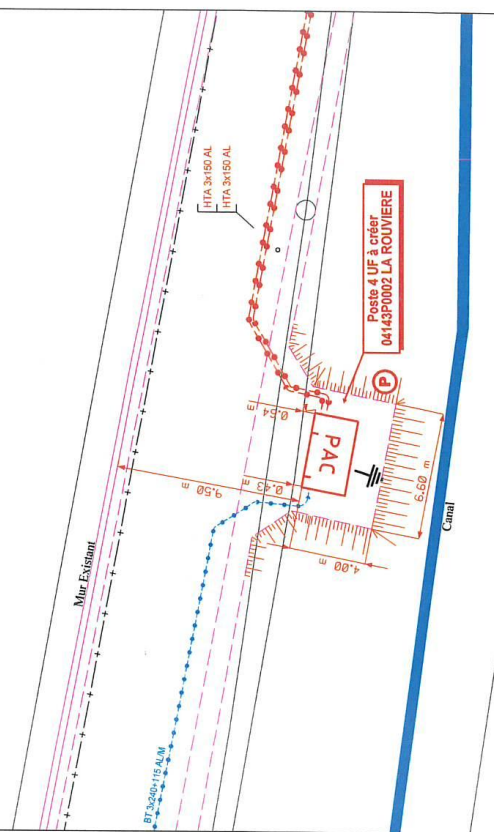 HTA 3x150 AL
HTA 3x150 AL
Poste 4 UF à créer
04143P0002 LA ROUVIERE
P
PAC
0.54 m
0.43 m
9.50 m
6.60 m
4.00 m
Canal
Mur Existant
BT 3x240+115 AL/M